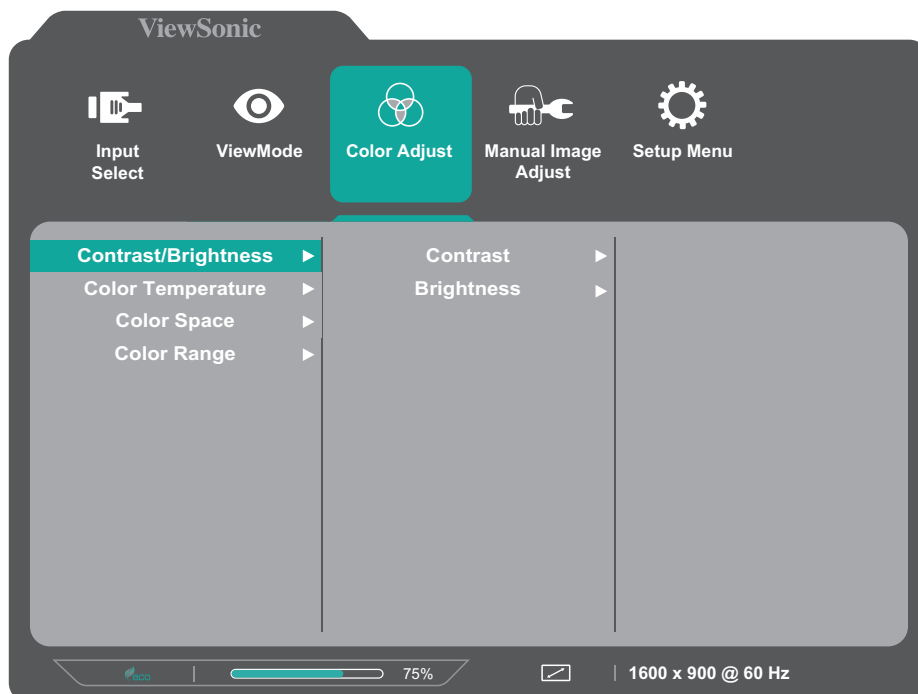 ViewSonic
Input
Select
ViewMode
Color Adjust
Manual Image
Adjust
Setup Menu
Contrast/Brightness
Color Temperature
Color Space
Color Range
Contrast
Brightness
eco
75%
1600 x 900 @ 60 Hz